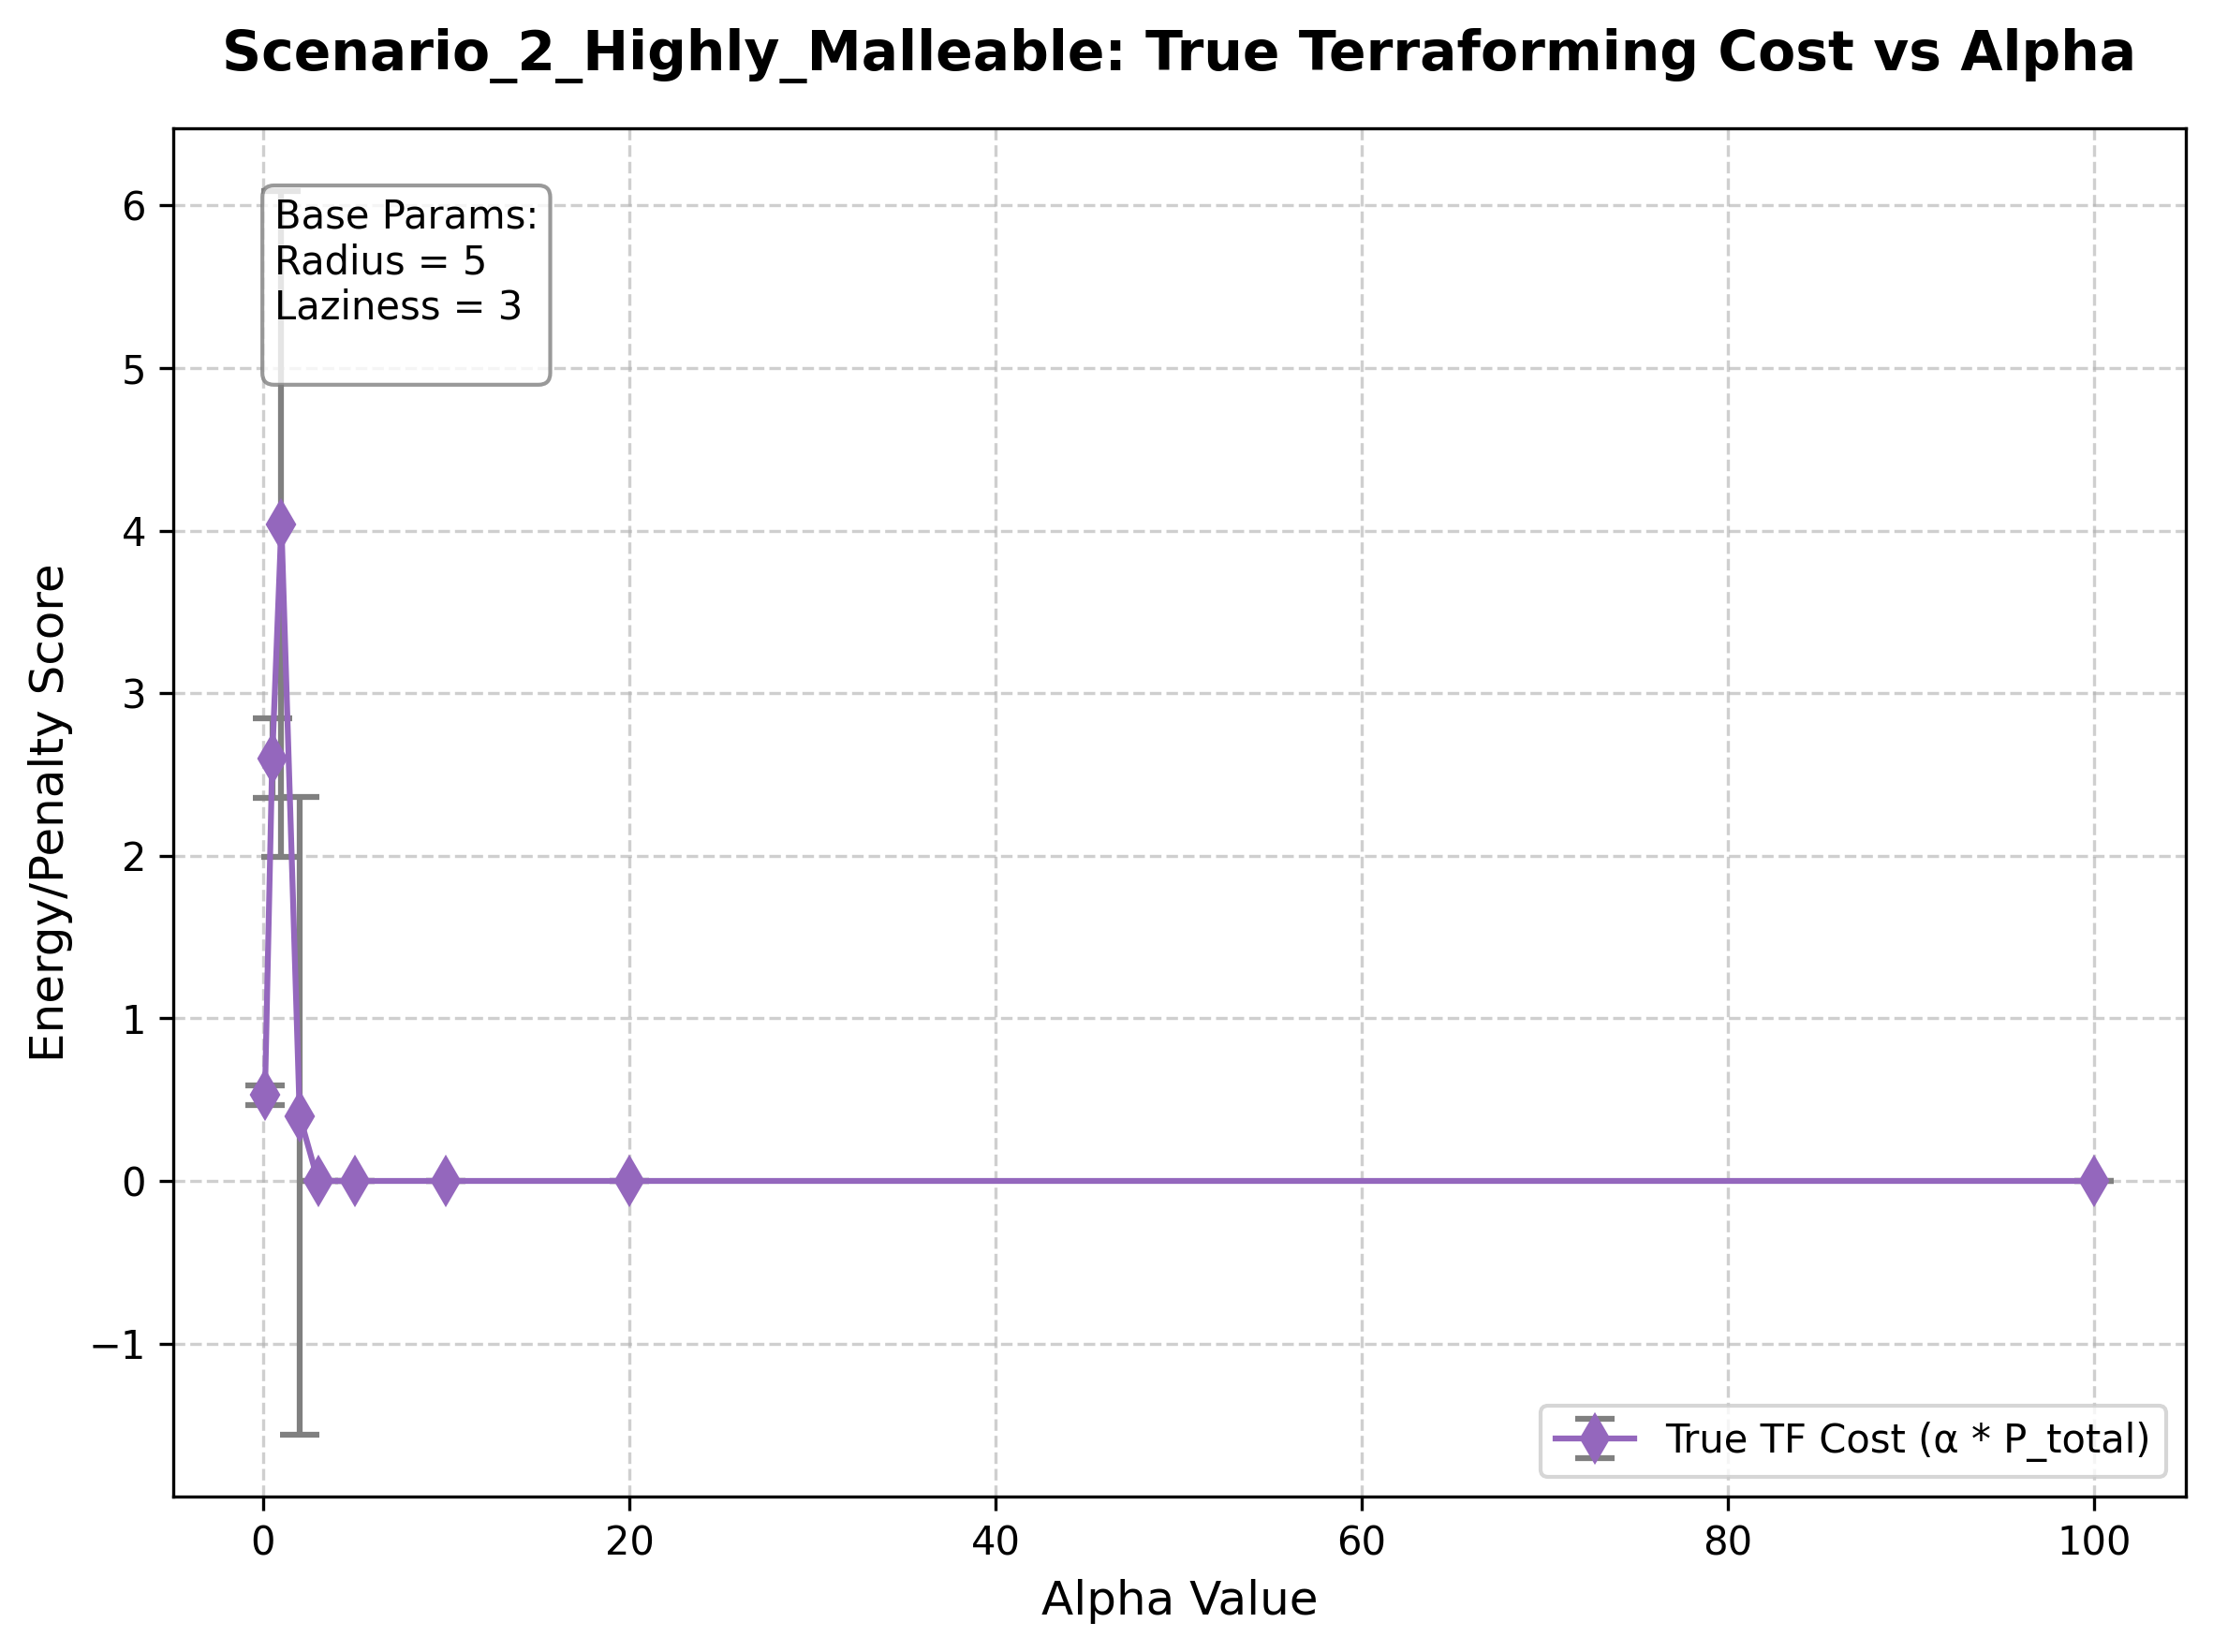 Scenario_2_Highly_Malleable: True Terraforming Cost vs Alpha
Base Params:
Radius = 5
Laziness = 3
6
5
4
3
2
1
0
−1
Energy/Penalty Score
True TF Cost (α * P_total)
0 20 40 60 80 100
Alpha Value